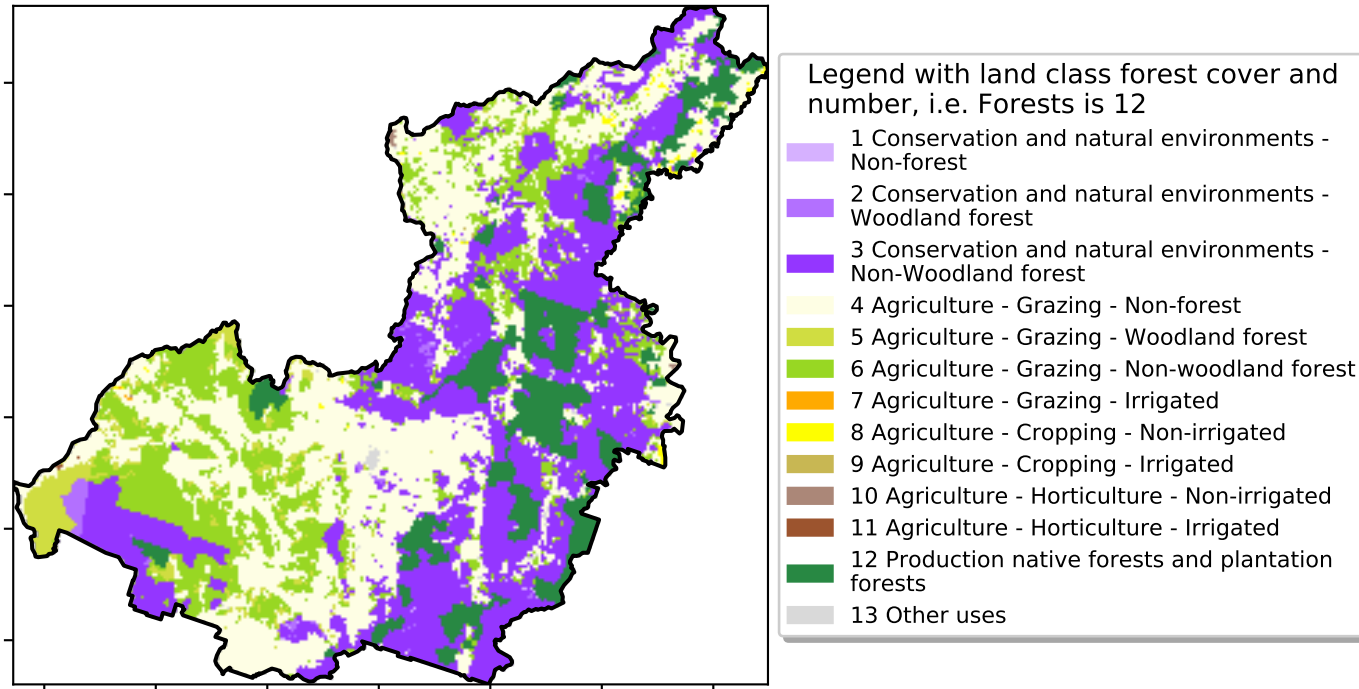 Legend with land class forest cover and
number, i.e. Forests is 12
1 Conservation and natural environments -
Non-forest
2 Conservation and natural environments -
Woodland forest
3 Conservation and natural environments -
Non-Woodland forest
4 Agriculture - Grazing - Non-forest
5 Agriculture - Grazing - Woodland forest
6 Agriculture - Grazing - Non-woodland forest
7 Agriculture - Grazing - Irrigated
8 Agriculture - Cropping - Non-irrigated
9 Agriculture - Cropping - Irrigated
10 Agriculture - Horticulture - Non-irrigated
11 Agriculture - Horticulture - Irrigated
12 Production native forests and plantation
forests
13 Other uses